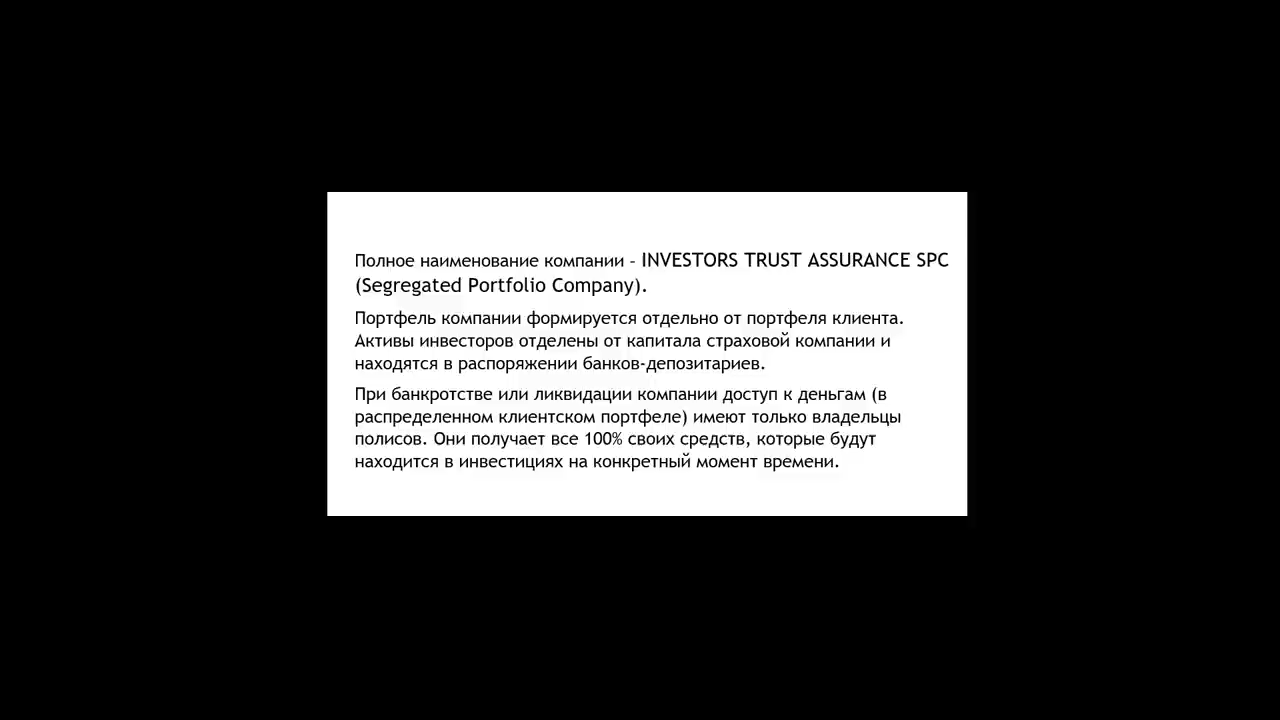 Полное наименование компании – INVESTORS TRUST ASSURANCE SPC
(Segregated Portfolio Company).
Портфель компании формируется отдельно от портфеля клиента.
Активы инвесторов отделены от капитала страховой компании и
находятся в распоряжении банков-депозитариев.
При банкротстве или ликвидации компании доступ к деньгам (в
распределенном клиентском портфеле) имеют только владельцы
полисов. Они получает все 100% своих средств, которые будут
находится в инвестициях на конкретный момент времени.